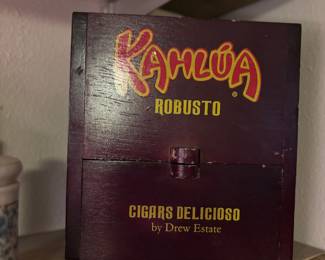 KAHLÚA®
ROBUSTO
CIGARS DELICIOSO
by Drew Estate